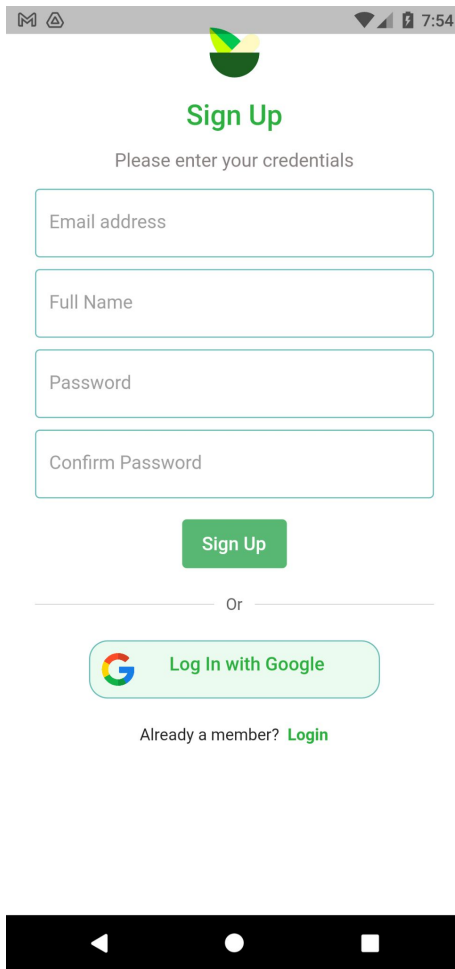 7:54
Sign Up
Please enter your credentials
Email address
Full Name
Password
Confirm Password
Sign Up
Or
Log In with Google
Already a member? Login